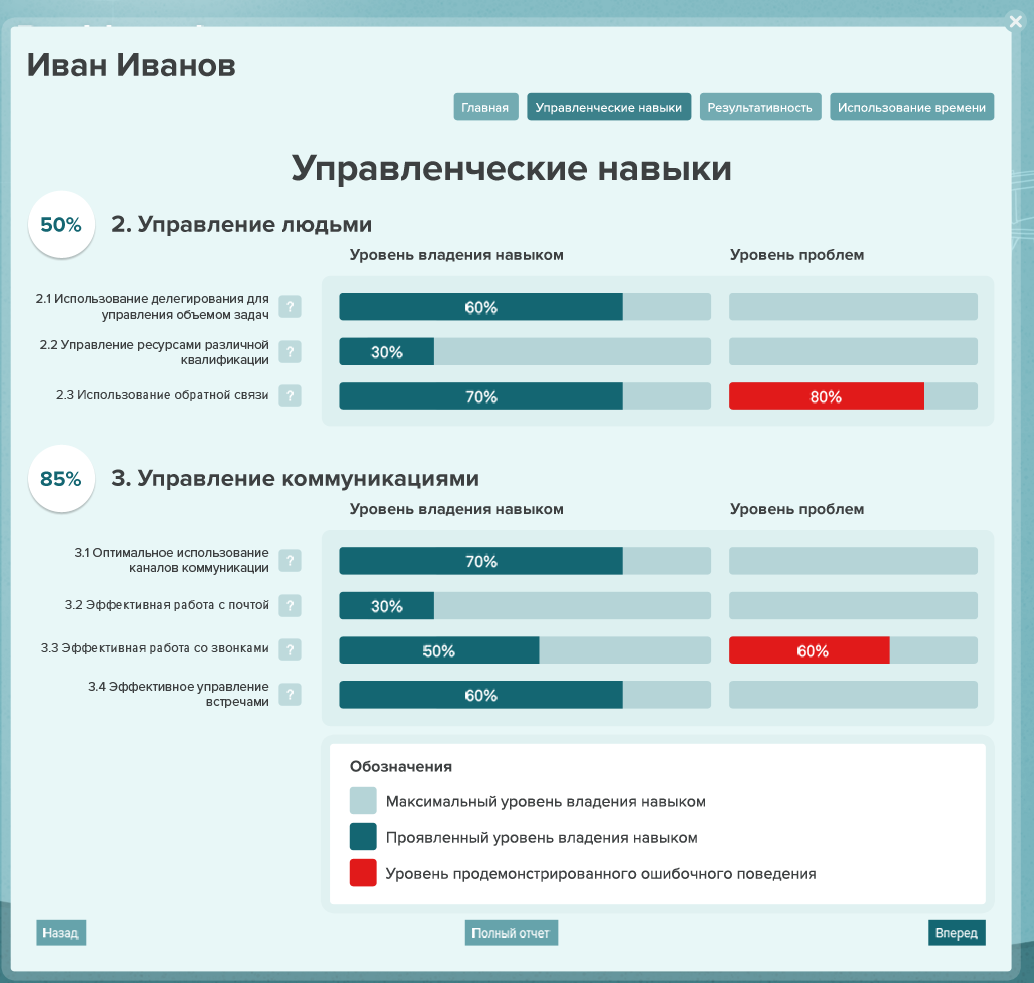 Иван Иванов
Главная
Управленческие навыки
Результативность
Использование времени
Управленческие навыки
50%
2. Управление людьми
Уровень владения навыком
Уровень проблем
2.1 Использование делегирования для
управления объемом задач
?
60%
2.2 Управление ресурсами различной
квалификации
?
30%
2.3 Использование обратной связи
?
70%
80%
85%
3. Управление коммуникациями
Уровень владения навыком
Уровень проблем
3.1 Оптимальное использование
каналов коммуникации
?
70%
3.2 Эффективная работа с почтой
?
30%
3.3 Эффективная работа со звонками
?
50%
60%
3.4 Эффективное управление
встречами
?
60%
Обозначения
Максимальный уровень владения навыком
Проявленный уровень владения навыком
Уровень продемонстрированного ошибочного поведения
Назад
Полный отчет
Вперед